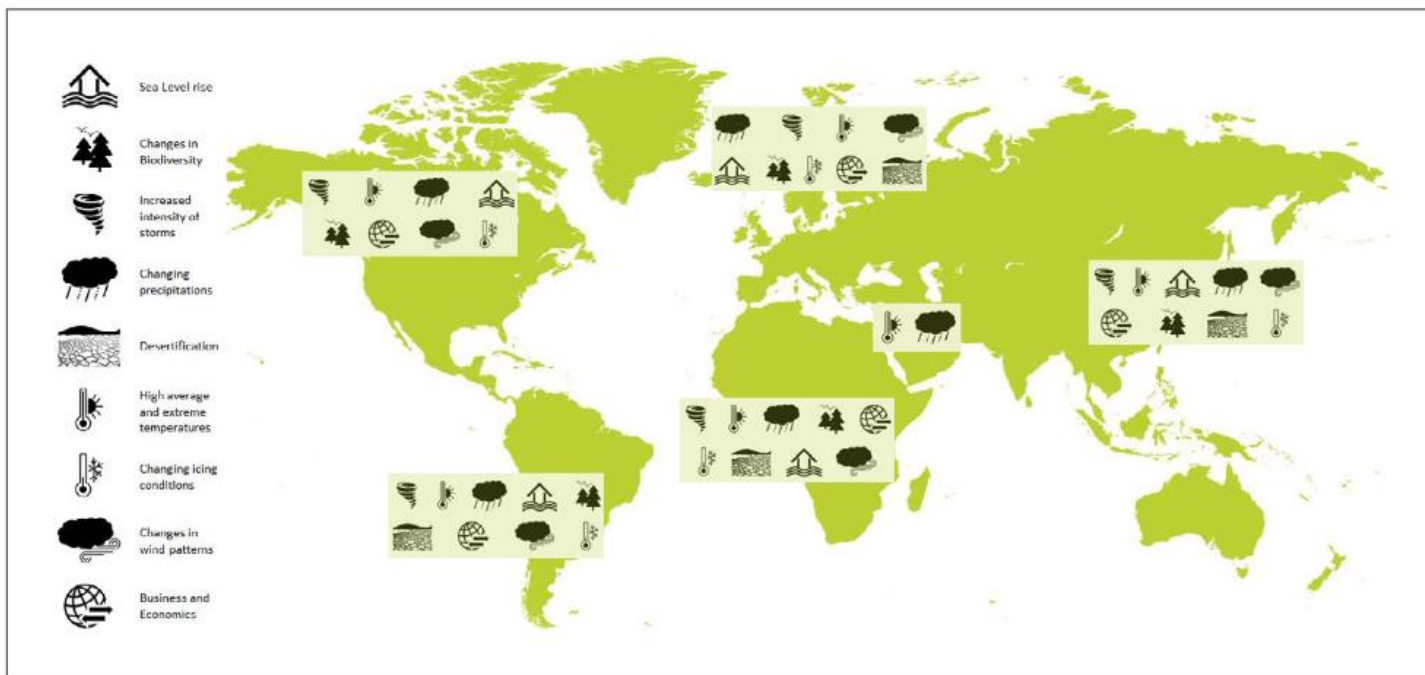 Sea Level rise
Changes in
Biodiversity
Increased
intensity of
storms
Changing
precipitations
Desertification
High average
and extreme
temperatures
Changing icing
conditions
Changes in
wind patterns
Business and
Economics